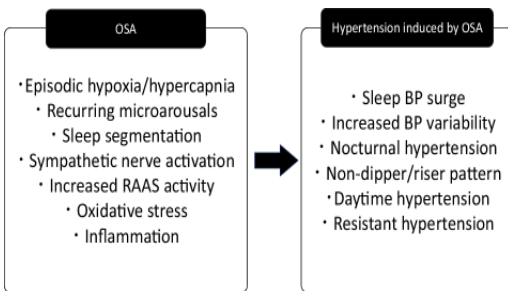 OSA
・Episodic hypoxia/hypercapnia
・Recurring microarousals
・Sleep segmentation
・Sympathetic nerve activation
・Increased RAAS activity
・Oxidative stress
・Inflammation
Hypertension induced by OSA
・Sleep BP surge
・Increased BP variability
・Nocturnal hypertension
・Non-dipper/riser pattern
・Daytime hypertension
・Resistant hypertension